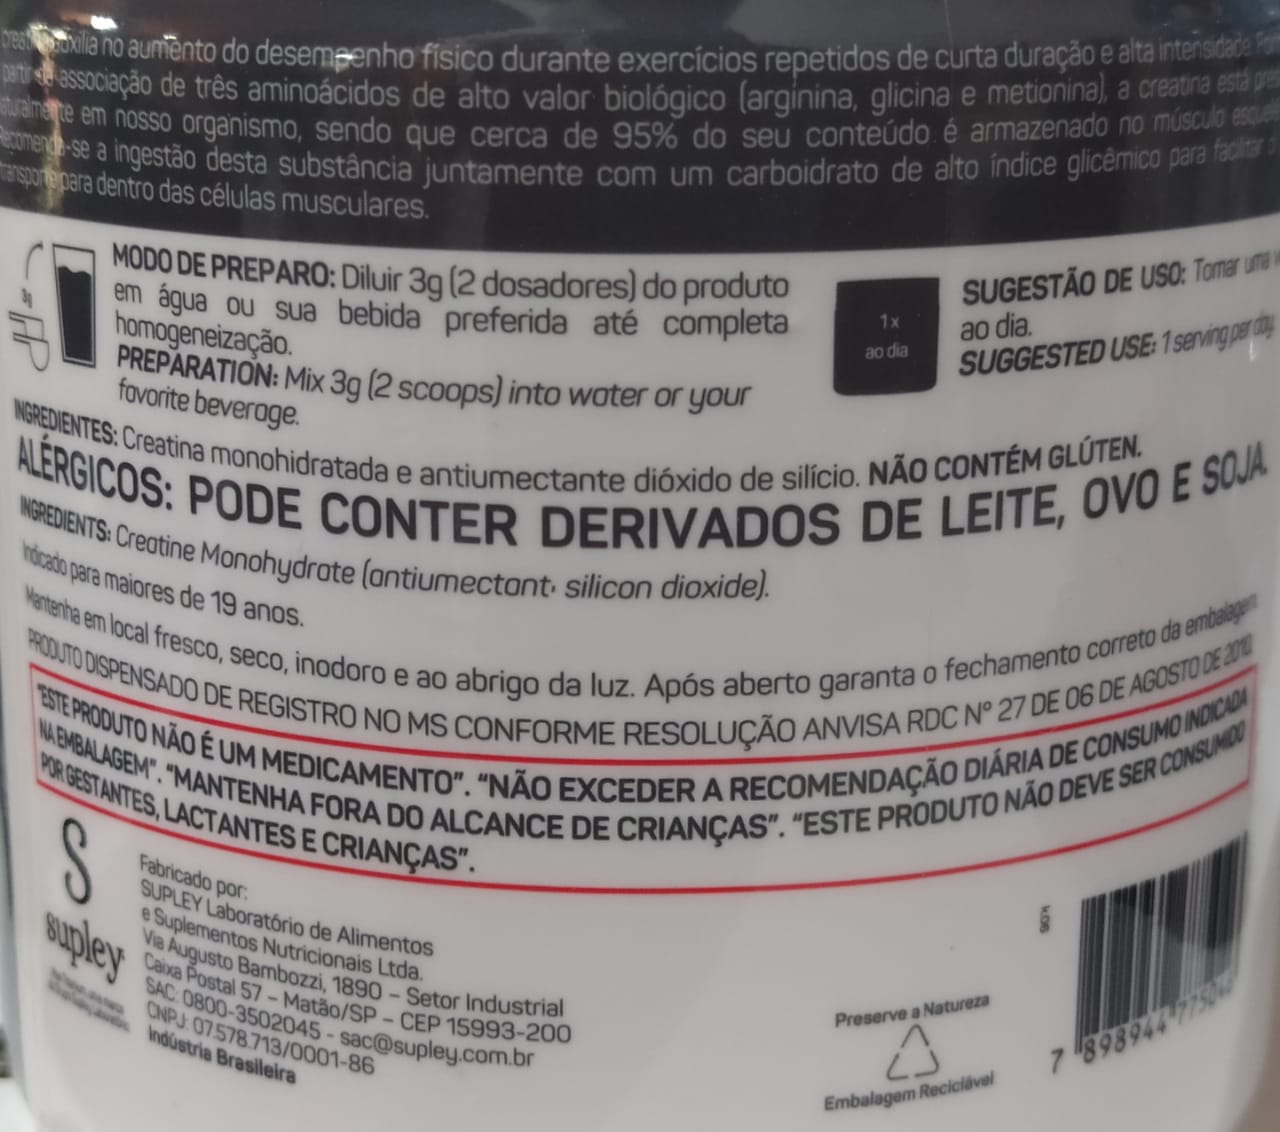 auxilia no aumento do desempenho físico durante exercícios repetidos de curta duração e alta intensidade.
partir da associação de três aminoácidos de alto valor biológico (arginina, glicina e metionina), a creatina está
em nosso organismo, sendo que cerca de 95% do seu conteúdo é armazenado no músculo
Recomenda-se a ingestão desta substância juntamente com um carboidrato de alto índice glicêmico para facilitar o
transporte para dentro das células musculares.
3g
MODO DE PREPARO: Diluir 3g (2 dosadores) do produto
em água ou sua bebida preferida até completa
homogeneização.
PREPARATION: Mix 3g (2 scoops) into water or your
favorite beverage.
1x
ao dia
SUGESTÃO DE USO: Tomar uma
ao dia.
SUGGESTED USE: 1 serving per day.
INGREDIENTES: Creatina monohidratada e antiumectante dióxido de silício. NÃO CONTÉM GLÚTEN.
ALÉRGICOS: PODE CONTER DERIVADOS DE LEITE, OVO E SOJA.
INGREDIENTS: Creatine Monohydrate (antiumectant: silicon dioxide).
Indicado para maiores de 19 anos.
Mantenha em local fresco, seco, inodoro e ao abrigo da luz. Após aberto garanta o fechamento correto da embalagem
PRODUTO DISPENSADO DE REGISTRO NO MS CONFORME RESOLUÇÃO ANVISA RDC Nº 27 DE 06 DE AGOSTO DE 2010
"ESTE PRODUTO NÃO É UM MEDICAMENTO". "NÃO EXCEDER A RECOMENDAÇÃO DIÁRIA DE CONSUMO INDICADA
NA EMBALAGEM". "MANTENHA FORA DO ALCANCE DE CRIANÇAS". "ESTE PRODUTO NÃO DEVE SER CONSUMIDO
POR GESTANTES, LACTANTES E CRIANÇAS".
S
supley
Fabricado por:
SUPLEY Laboratório de Alimentos
e Suplementos Nutricionais Ltda.
Via Augusto Bambozzi, 1890 – Setor Industrial
Caixa Postal 57 – Matão/SP – CEP 15993-200
SAC: 0800-3502045 - sac@supley.com.br
CNPJ: 07.578.713/0001-86
Indústria Brasileira
Preserve a Natureza
Embalagem Reciclável
7 898944 775040